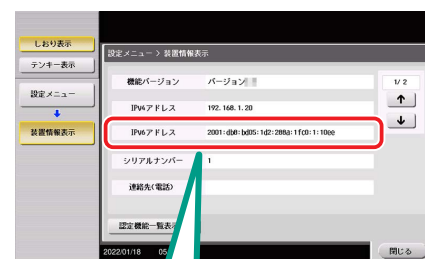 しおり表示
テンキー表示
設定メニュー
装置情報表示
設定メニュー > 装置情報表示
機能バージョン バージョン
1/ 2
IPv4アドレス 192. 168. 1. 20
IPv6アドレス 2001: db8: bd05: 1d2: 288a: 1fc0: 1: 10ee
シリアルナンバー 1
連絡先(電話)
認定機能一覧表
2022/01/18 05
閉じる